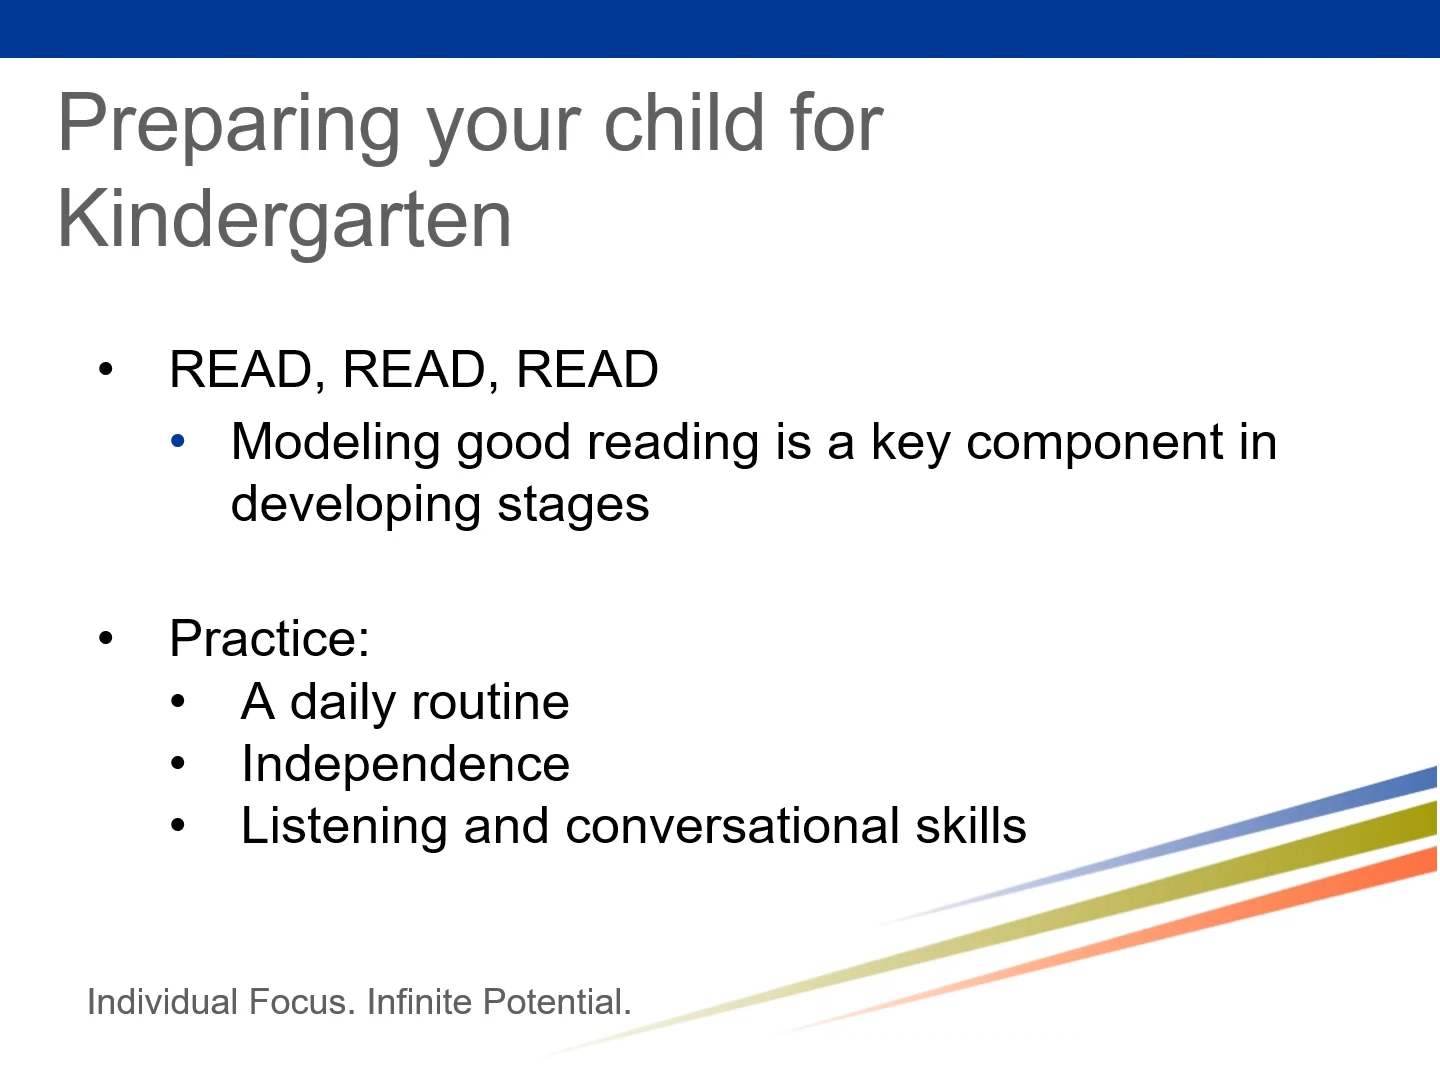 Preparing your child for
Kindergarten
• READ, READ, READ
• Modeling good reading is a key component in
developing stages
• Practice:
• A daily routine
• Independence
• Listening and conversational skills
Individual Focus. Infinite Potential.